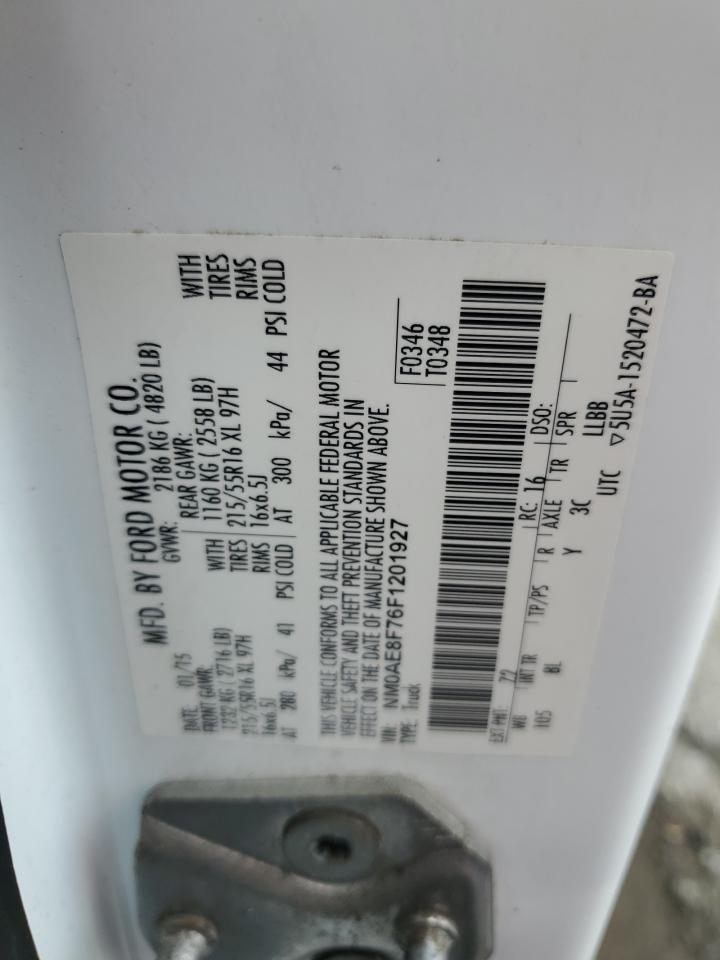 MFD. BY FORD MOTOR CO.
DATE: 01/15 GVWR: 2186 KG ( 4820 LB)
FRONT GAWR: REAR GAWR:
1232 KG ( 2716 LB) WITH 1160 KG ( 2558 LB) WITH
215/55R16 XL 97H TIRES 215/55R16 XL 97H TIRES
16x6.5J RIMS 16x6.5J RIMS
AT 280 kPa/ 41 PSI COLD AT 300 kPa/ 44 PSI COLD
THIS VEHICLE CONFORMS TO ALL APPLICABLE FEDERAL MOTOR
VEHICLE SAFETY AND THEFT PREVENTION STANDARDS IN
EFFECT ON THE DATE OF MANUFACTURE SHOWN ABOVE.
VIN: NM0AE8F76F1201927 F0346
TYPE: Truck T0348
EXT PNT: 72 RC: 16 DSO:
WB INT TR TP/PS R AXLE TR SPR
105 BL Y 3C LLBB
UTC ▽5U5A-1520472-BA